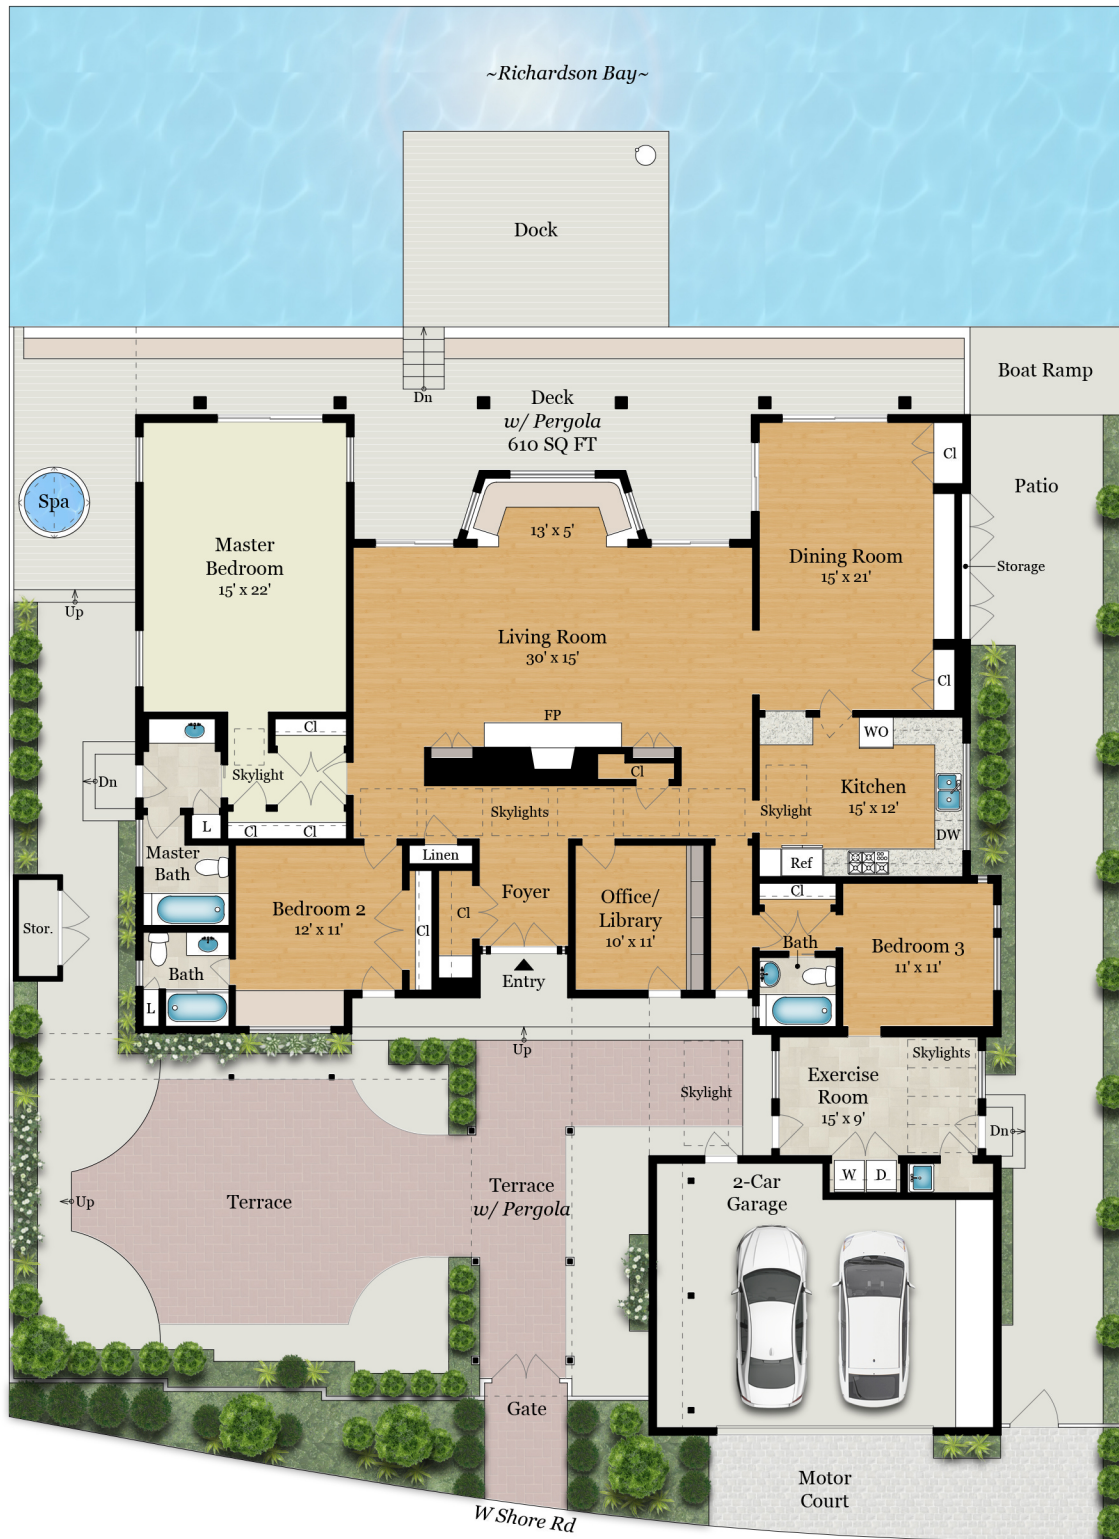 ~Richardson Bay~
Dock
Boat Ramp
Dn
Deck
w/ Pergola
610 SQ FT
Cl
Spa
Patio
13' x 5'
Master
Bedroom
15' x 22'
Dining Room
15' x 21'
Storage
Up
Living Room
30' x 15'
Cl
FP
Cl
WO
Skylight
Cl
Dn
Kitchen
15' x 12'
Skylights
Skylight
L
Cl
Cl
DW
Master
Bath
Linen
Ref
Foyer
Cl
Office/
Library
10' x 11'
Bedroom 2
12' x 11'
Cl
Cl
Stor.
Bath
Bedroom 3
11' x 11'
Bath
Entry
L
Up
Skylights
Exercise
Room
15' x 9'
Skylight
Dn
W
D
2-Car
Garage
Up
Terrace
Terrace
w/ Pergola
Gate
Motor
Court
W Shore Rd